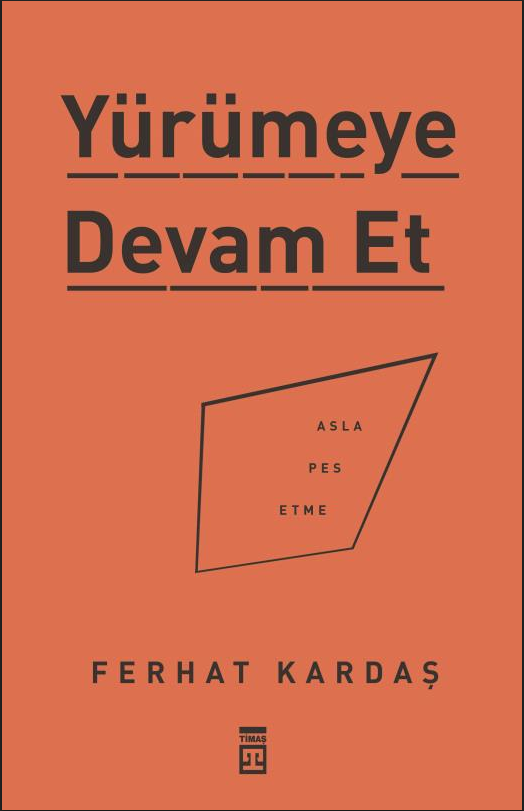 Yürümeye
Devam Et
ASLA
PES
ETME
FERHAT KARDAŞ
TİMAŞ